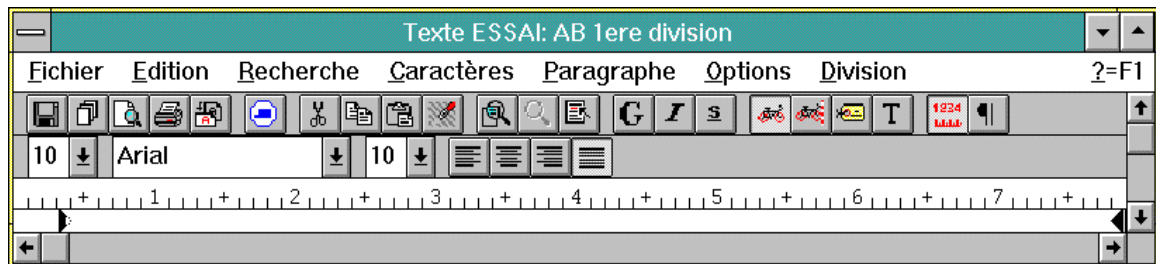 Texte ESSAI: AB 1ere division
Fichier Edition Recherche Caractères Paragraphe Options Division ?=F1
A G I s T 1234 ¶
10 Arial 10
1 2 3 4 5 6 7